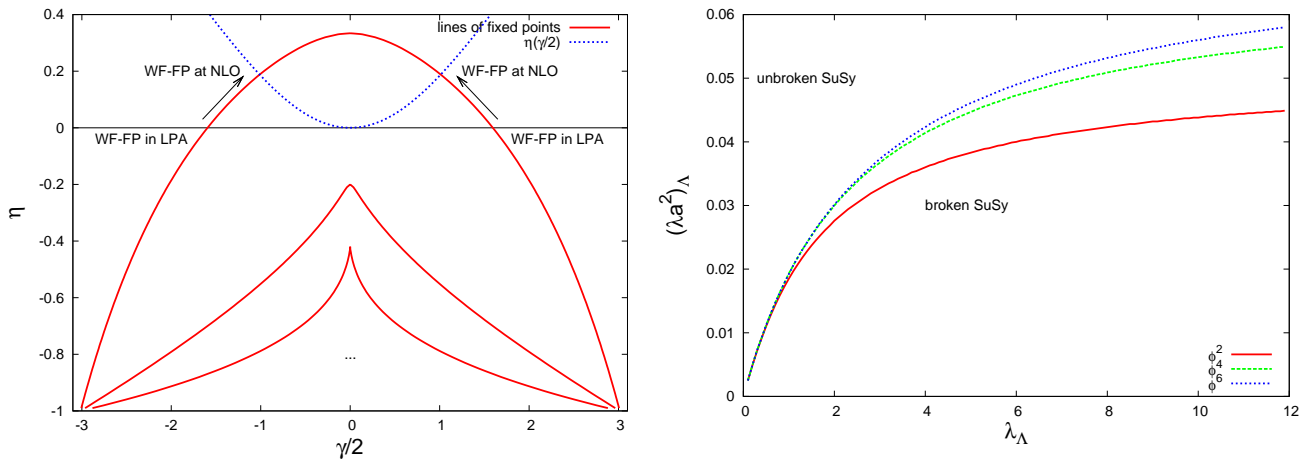 0.4
0.2
0
-0.2
-0.4
-0.6
-0.8
-1
-3
-2
-1
0
1
2
3
η
γ/2
lines of fixed points
η(γ/2)
WF-FP at NLO
WF-FP at NLO
WF-FP in LPA
WF-FP in LPA
...
0.06
0.05
0.04
0.03
0.02
0.01
0
0
2
4
6
8
10
12
(λa²)_Λ
λ_Λ
unbroken SuSy
broken SuSy
ϕ²
ϕ⁴
ϕ⁶